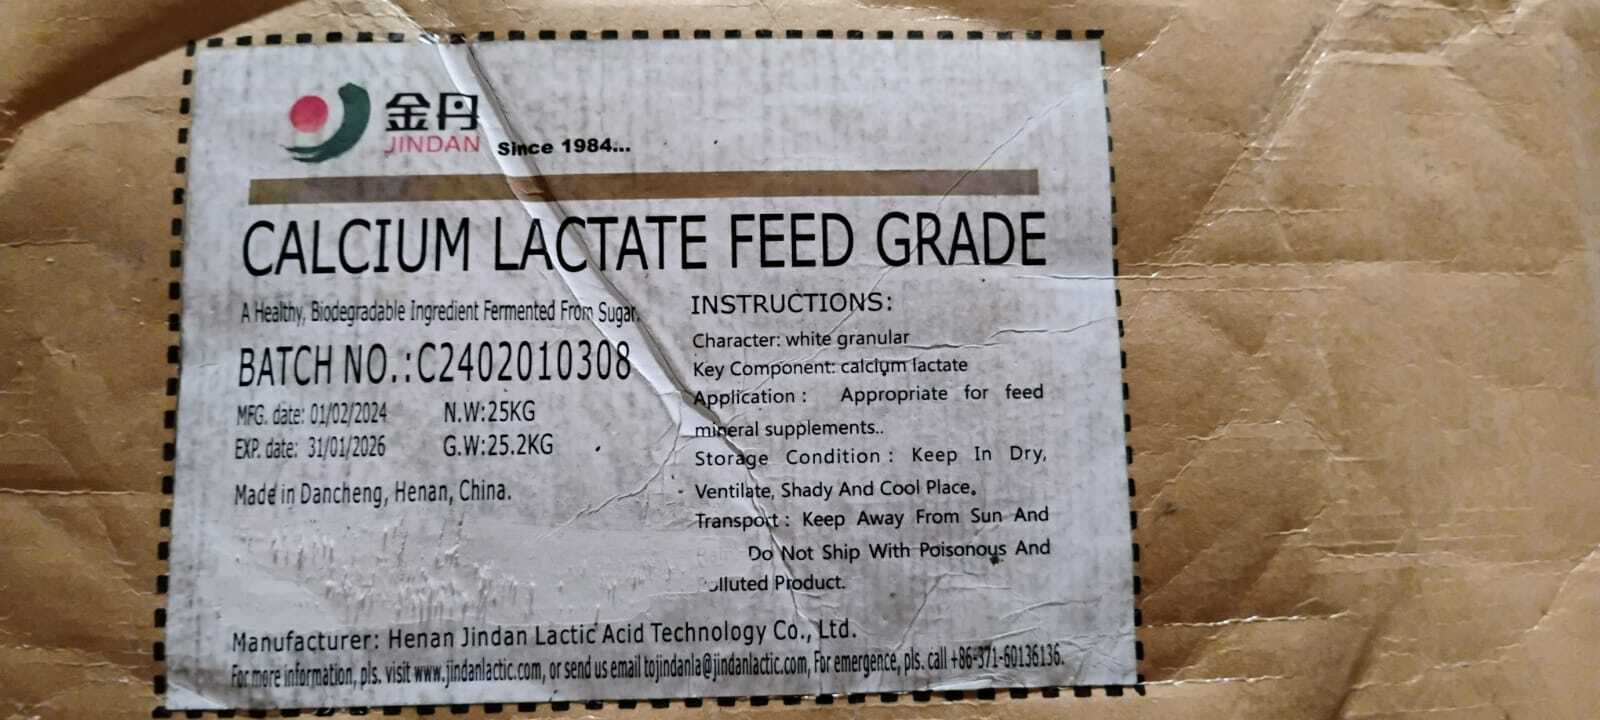 金丹
JINDAN
Since 1984...
CALCIUM LACTATE FEED GRADE
A Healthy, Biodegradable Ingredient Fermented From Sugar.
BATCH NO.:C2402010308
MFG. date: 01/02/2024 N.W:25KG
EXP. date: 31/01/2026 G.W:25.2KG
Made in Dancheng, Henan, China.
INSTRUCTIONS:
Character: white granular
Key Component: calcium lactate
Application : Appropriate for feed
mineral supplements..
Storage Condition : Keep In Dry,
Ventilate, Shady And Cool Place.
Transport : Keep Away From Sun And
Rain Do Not Ship With Poisonous And
Product.
Manufacturer: Henan Jindan Lactic Acid Technology Co., Ltd.
For more information, pls. visit www.jindanlactic.com, or send us email tojindanla@jindanlactic.com, For emergence, pls. call +86-371-60136136.